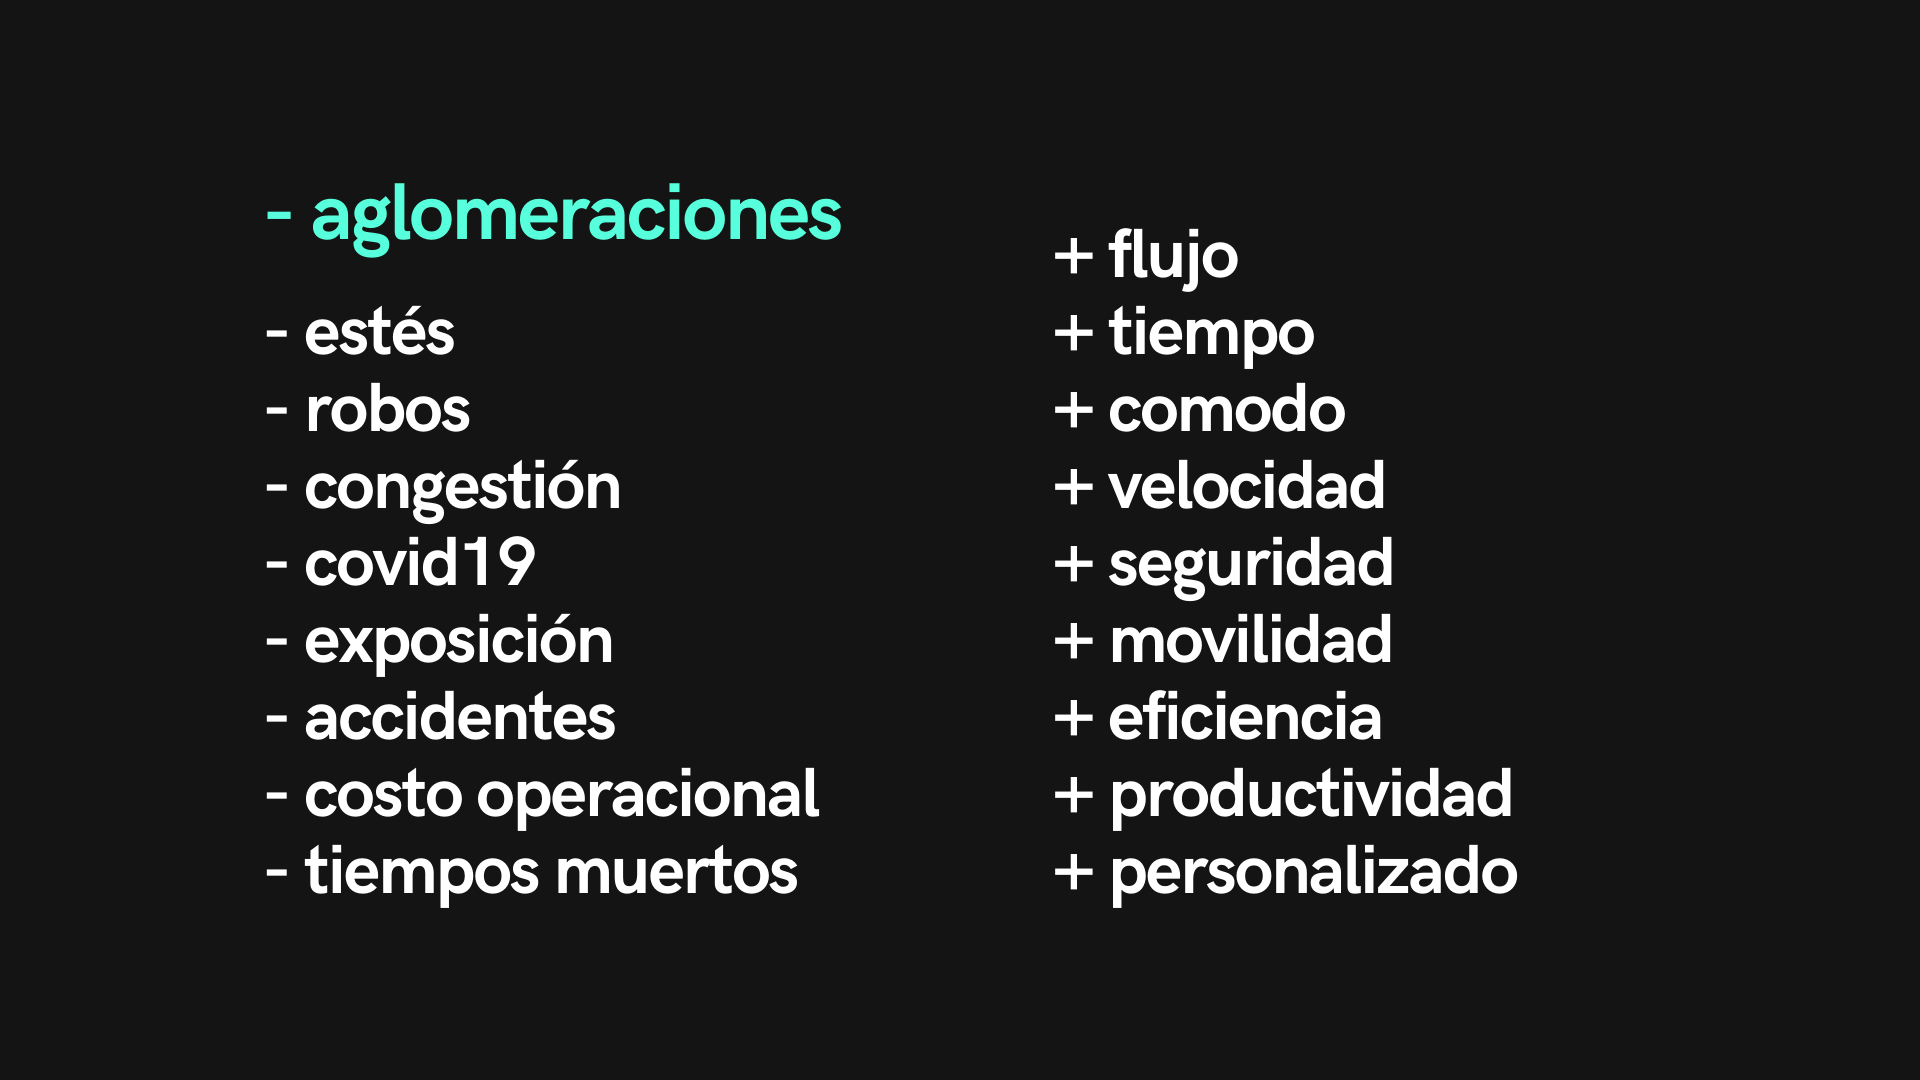 - aglomeraciones
- estés
- robos
- congestión
- covid19
- exposición
- accidentes
- costo operacional
- tiempos muertos
+ flujo
+ tiempo
+ comodo
+ velocidad
+ seguridad
+ movilidad
+ eficiencia
+ productividad
+ personalizado